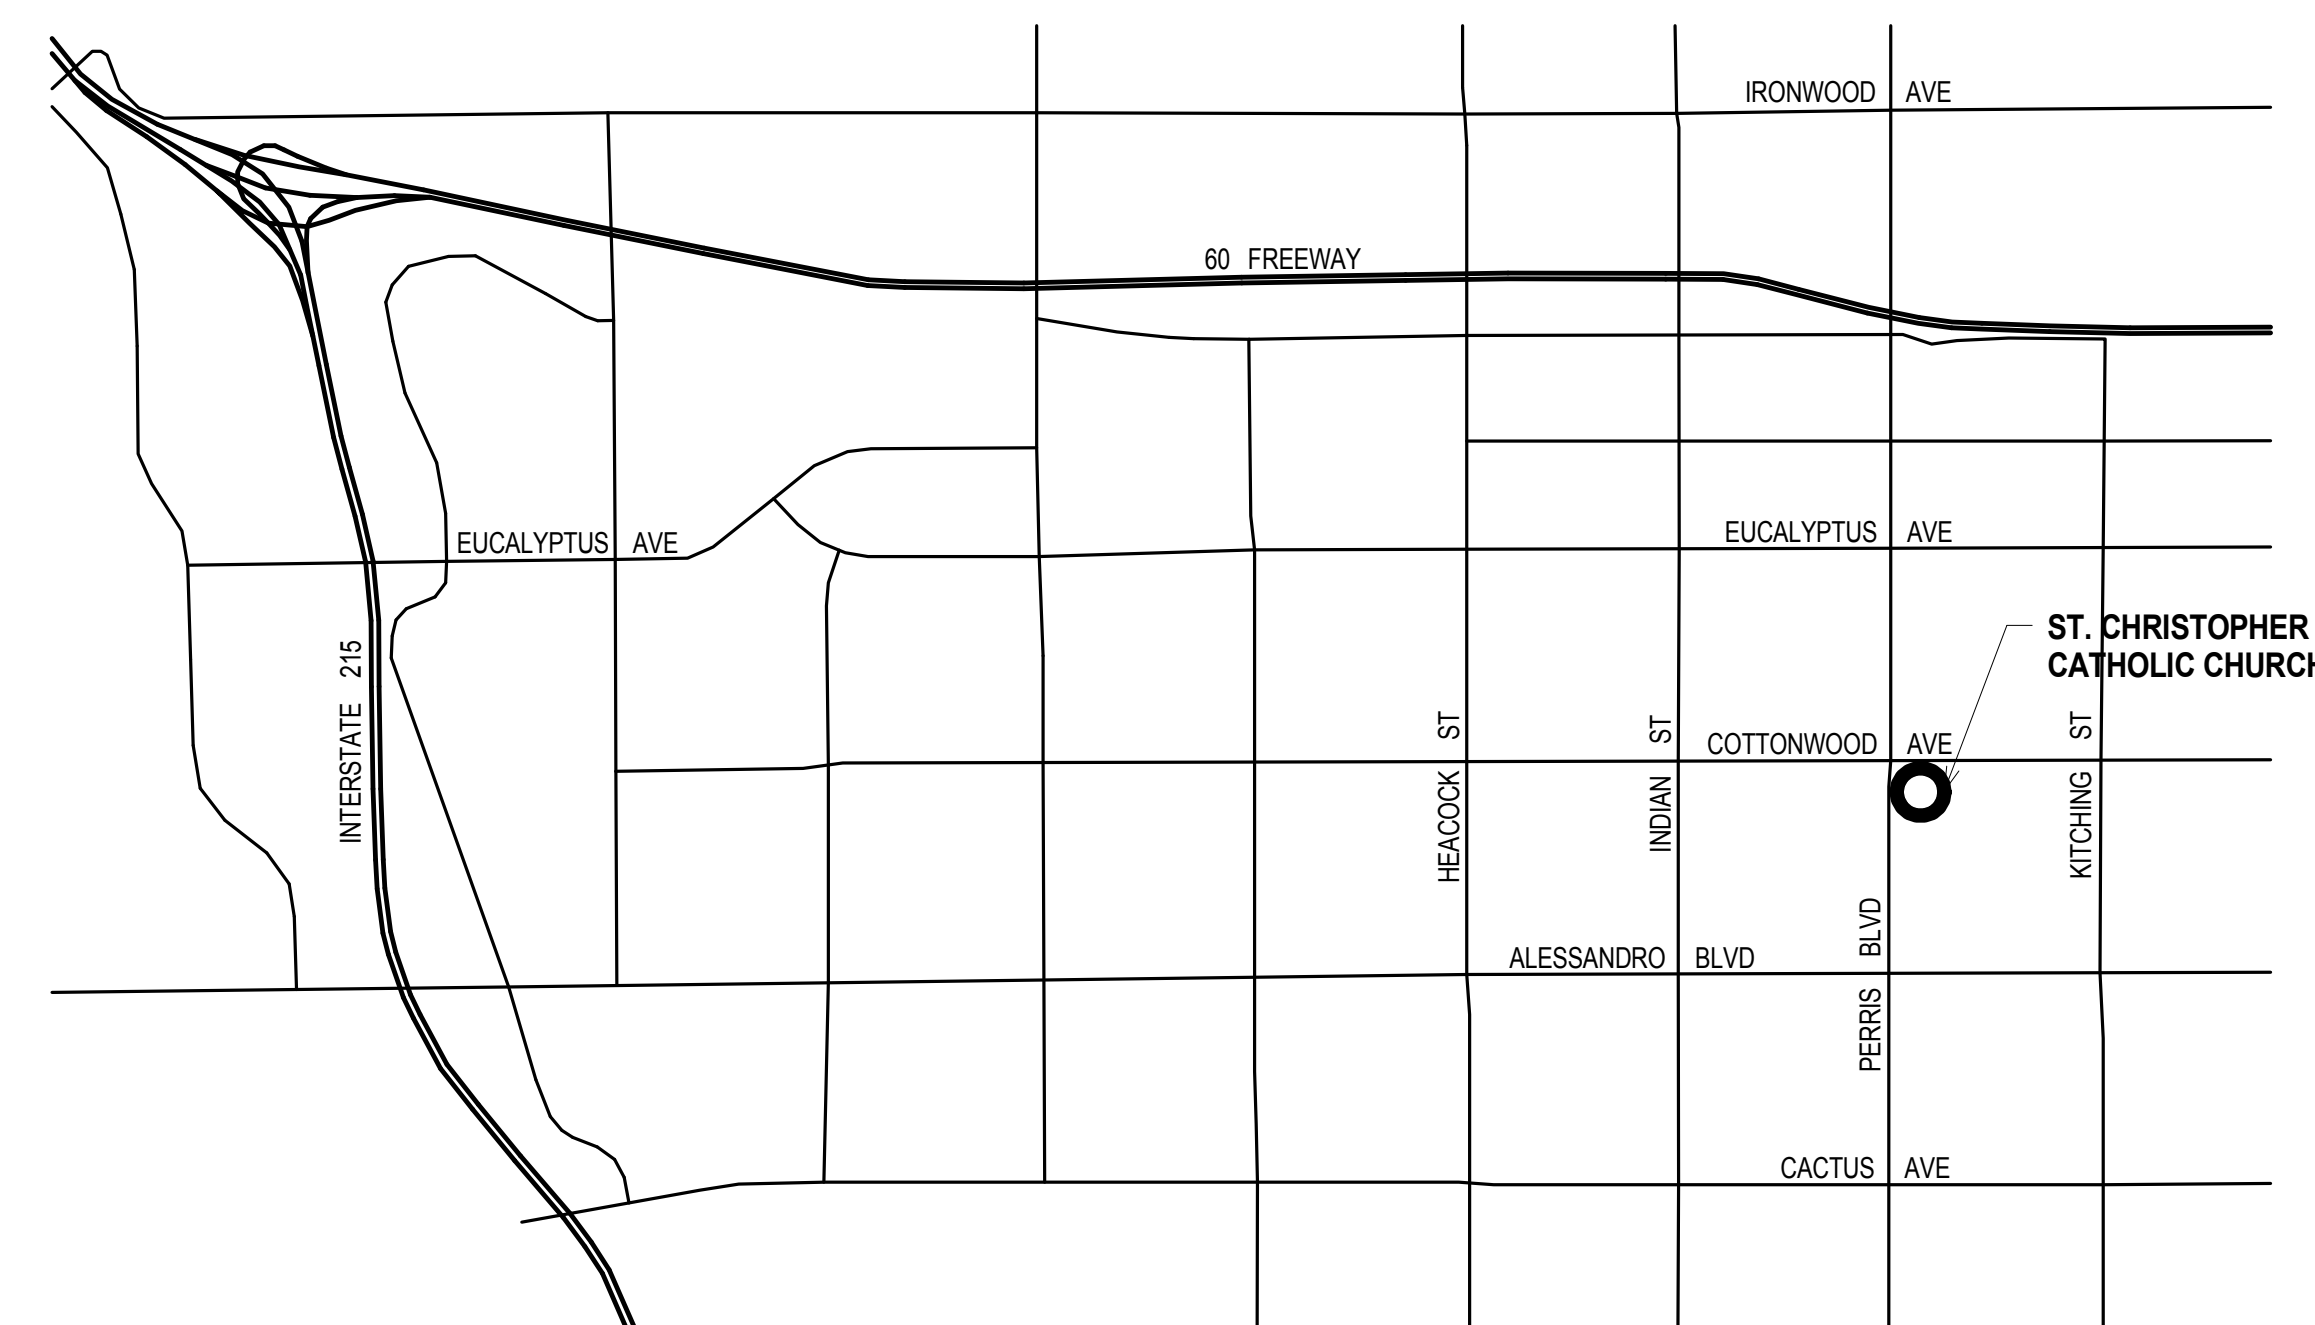 IRONWOOD AVE
60 FREEWAY
EUCALYPTUS AVE
EUCALYPTUS AVE
ST. CHRISTOPHER
CATHOLIC CHURCH
INTERSTATE 215
HEACOCK ST
INDIAN ST
COTTONWOOD AVE
KITCHING ST
PERRIS BLVD
ALESSANDRO BLVD
CACTUS AVE